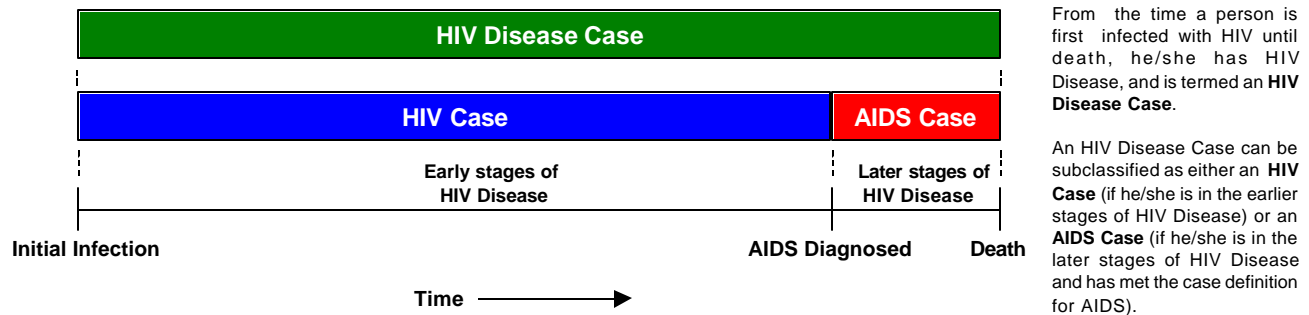 HIV Disease Case
HIV Case
AIDS Case
Early stages of
HIV Disease
Later stages of
HIV Disease
Initial Infection
AIDS Diagnosed
Death
Time
From the time a person is
first infected with HIV until
death, he/she has HIV
Disease, and is termed an HIV
Disease Case.
An HIV Disease Case can be
subclassified as either an HIV
Case (if he/she is in the earlier
stages of HIV Disease) or an
AIDS Case (if he/she is in the
later stages of HIV Disease
and has met the case definition
for AIDS).